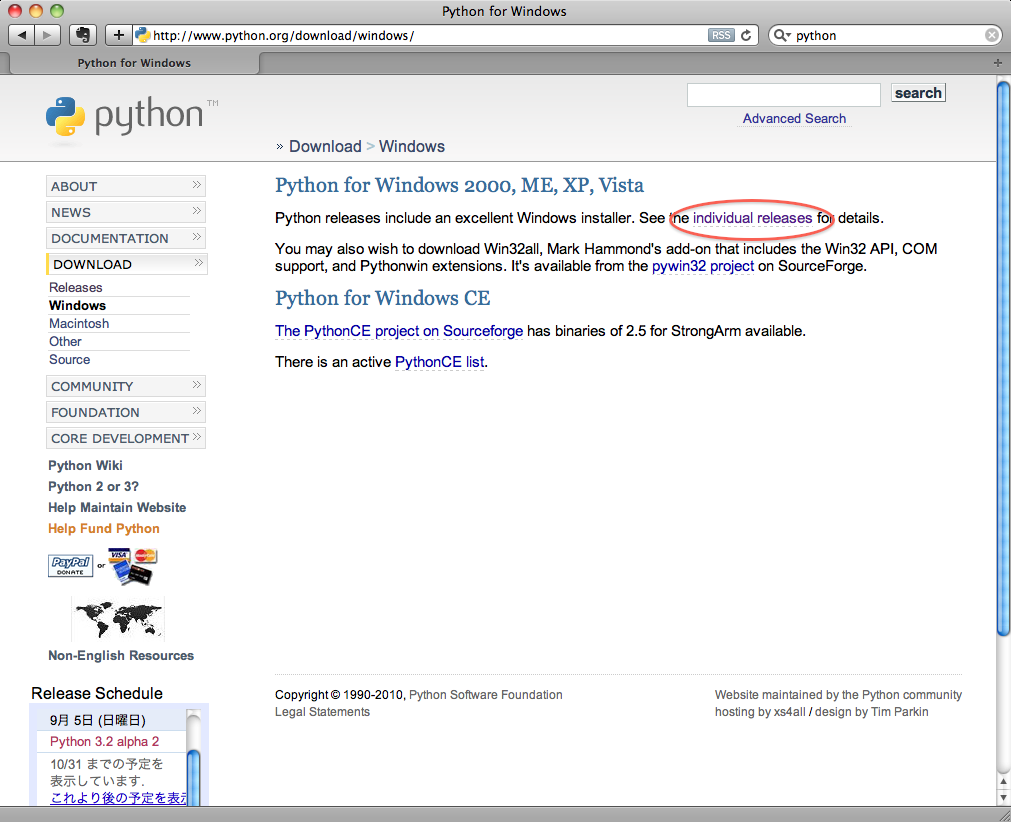 Python for Windows
http://www.python.org/download/windows/
RSS
python
Python for Windows
python™
search
Advanced Search
» Download > Windows
ABOUT
NEWS
DOCUMENTATION
DOWNLOAD
Releases
Windows
Macintosh
Other
Source
COMMUNITY
FOUNDATION
CORE DEVELOPMENT
Python Wiki
Python 2 or 3?
Help Maintain Website
Help Fund Python
PayPal
DONATE
or
VISA
MasterCard
Non-English Resources
Release Schedule
9月 5日 (日曜日)
Python 3.2 alpha 2
10/31 までの予定を
表示しています.
これより後の予定を表示
Python for Windows 2000, ME, XP, Vista
Python releases include an excellent Windows installer. See the individual releases for details.
You may also wish to download Win32all, Mark Hammond's add-on that includes the Win32 API, COM
support, and Pythonwin extensions. It's available from the pywin32 project on SourceForge.
Python for Windows CE
The PythonCE project on Sourceforge has binaries of 2.5 for StrongArm available.
There is an active PythonCE list.
Copyright © 1990-2010, Python Software Foundation
Legal Statements
Website maintained by the Python community
hosting by xs4all / design by Tim Parkin